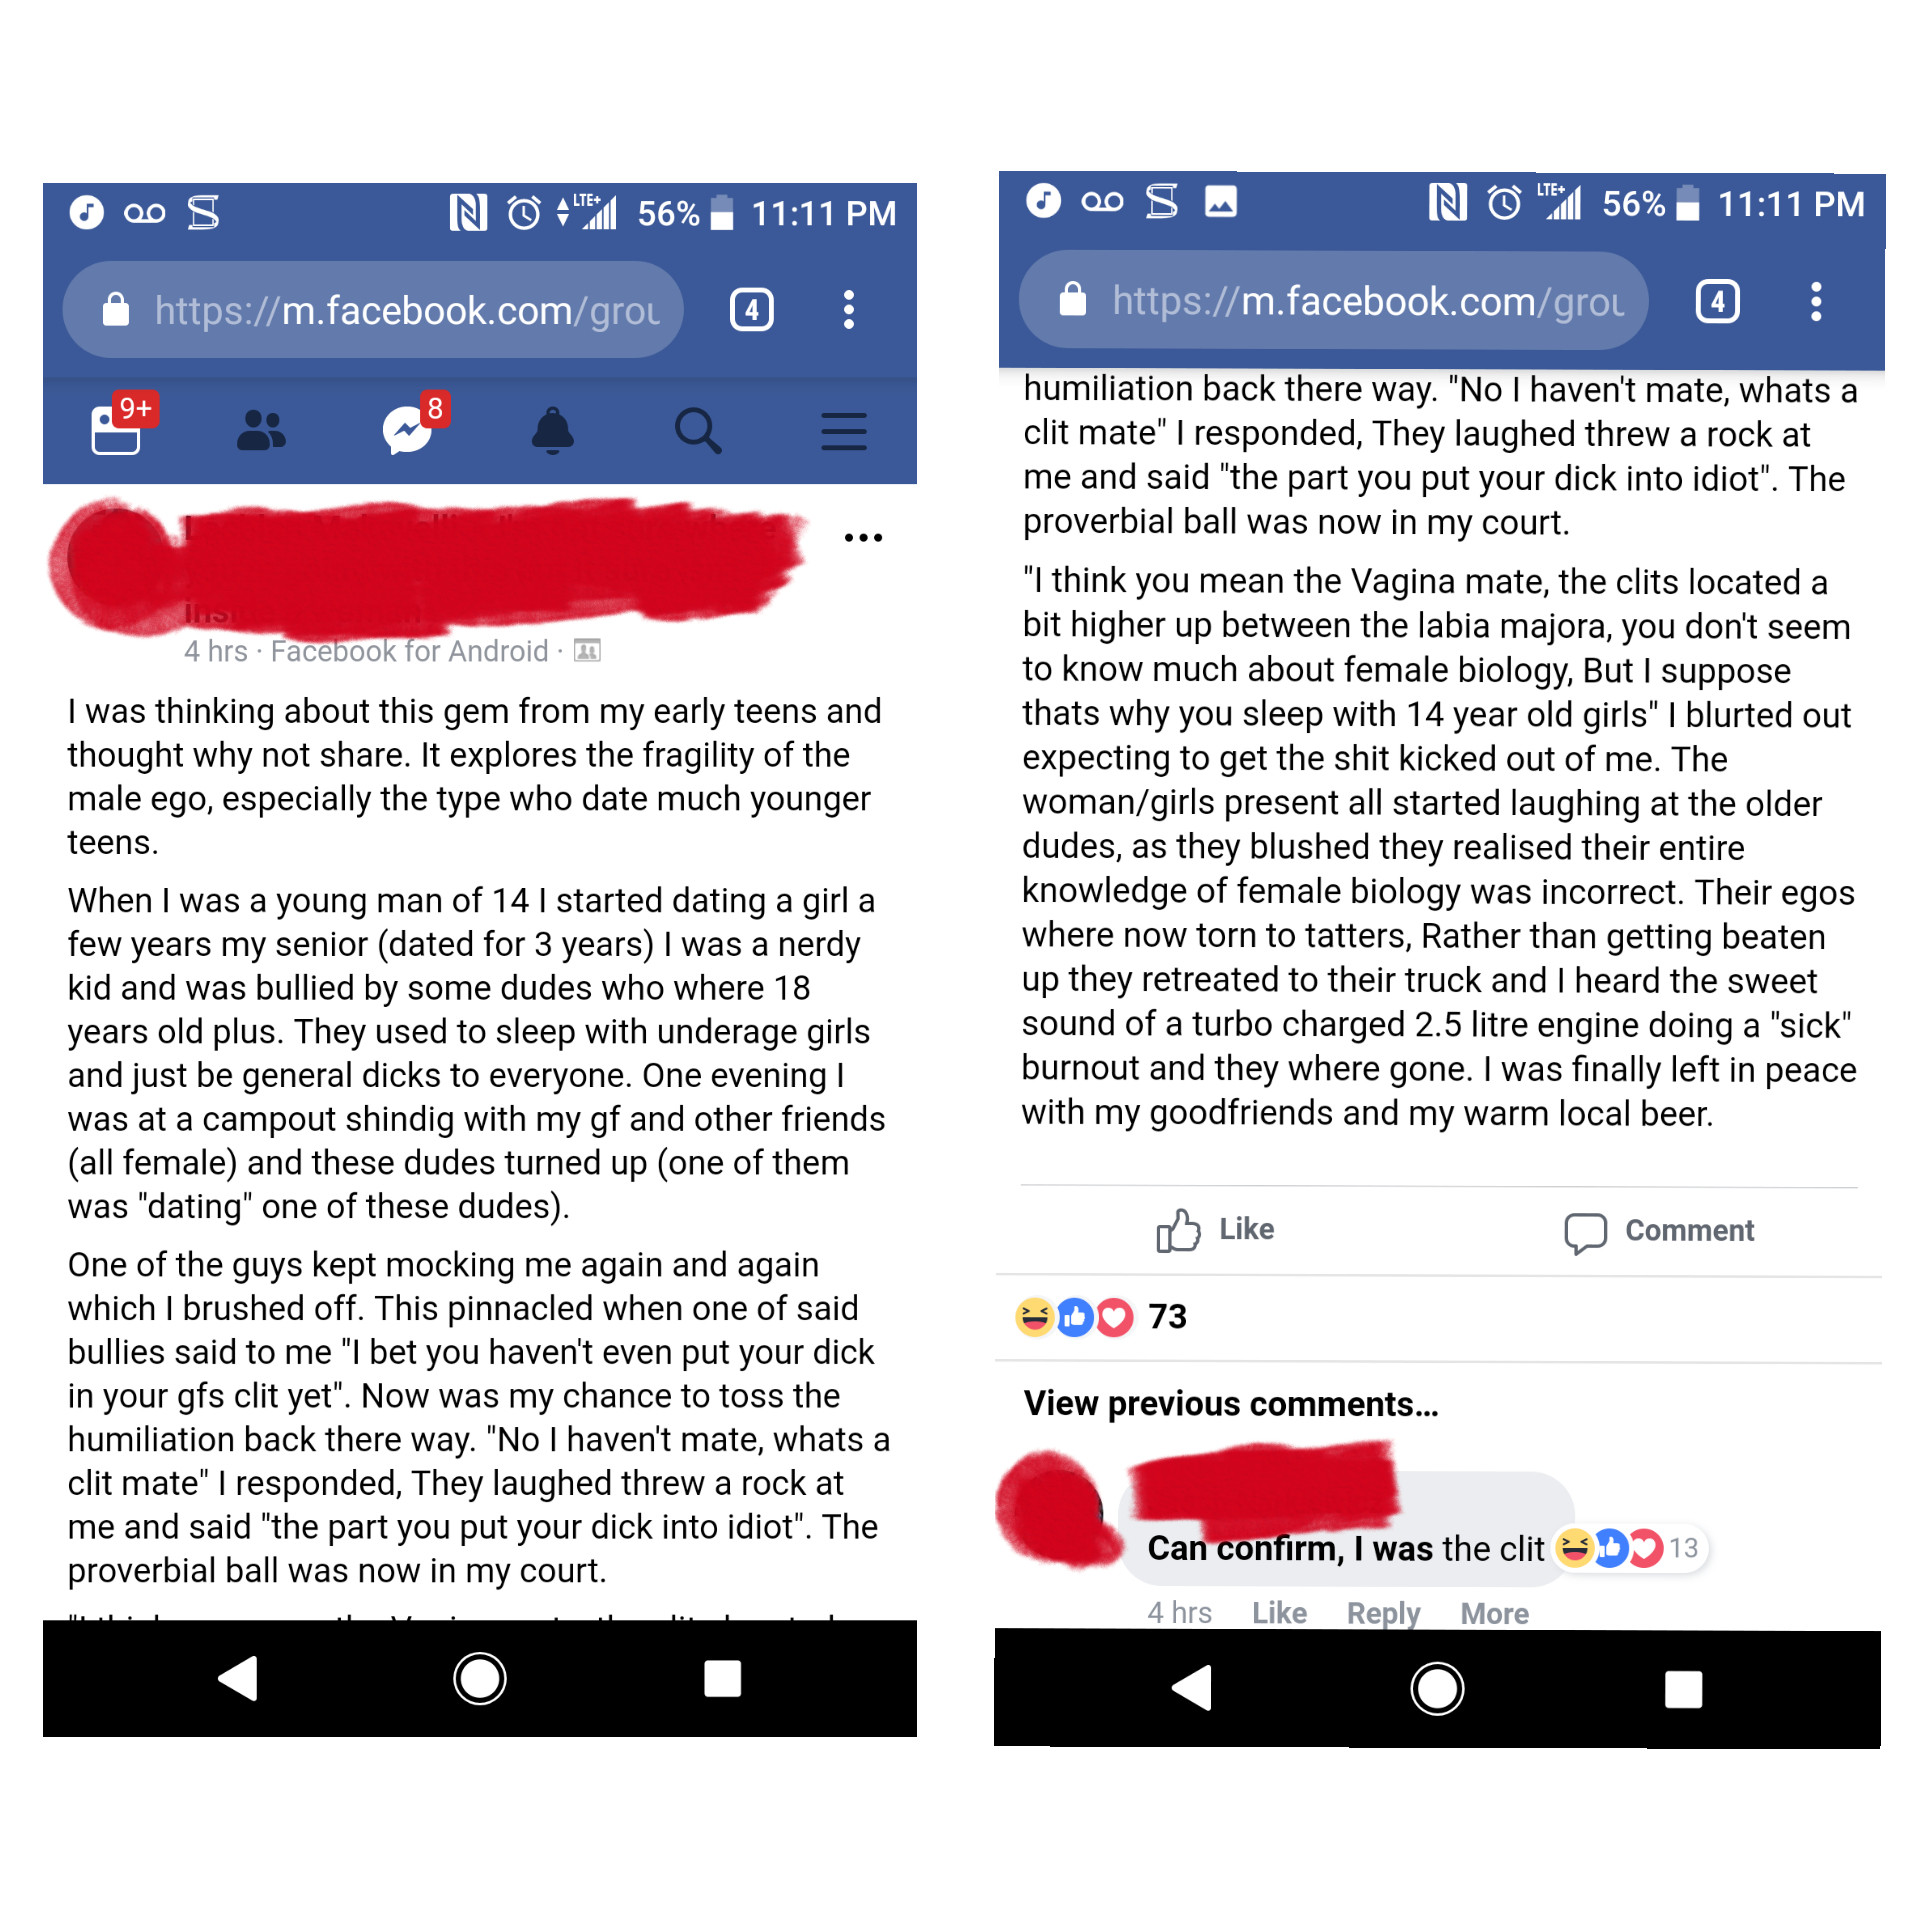 LTE+ 56% 11:11 PM
https://m.facebook.com/grou
4
9+
8
4 hrs · Facebook for Android ·
I was thinking about this gem from my early teens and
thought why not share. It explores the fragility of the
male ego, especially the type who date much younger
teens.
When I was a young man of 14 I started dating a girl a
few years my senior (dated for 3 years) I was a nerdy
kid and was bullied by some dudes who where 18
years old plus. They used to sleep with underage girls
and just be general dicks to everyone. One evening I
was at a campout shindig with my gf and other friends
(all female) and these dudes turned up (one of them
was "dating" one of these dudes).
One of the guys kept mocking me again and again
which I brushed off. This pinnacled when one of said
bullies said to me "I bet you haven't even put your dick
in your gfs clit yet". Now was my chance to toss the
humiliation back there way. "No I haven't mate, whats a
clit mate" I responded, They laughed threw a rock at
me and said "the part you put your dick into idiot". The
proverbial ball was now in my court.
LTE+ 56% 11:11 PM
https://m.facebook.com/grou
4
humiliation back there way. "No I haven't mate, whats a
clit mate" I responded, They laughed threw a rock at
me and said "the part you put your dick into idiot". The
proverbial ball was now in my court.
"I think you mean the Vagina mate, the clits located a
bit higher up between the labia majora, you don't seem
to know much about female biology, But I suppose
thats why you sleep with 14 year old girls" I blurted out
expecting to get the shit kicked out of me. The
woman/girls present all started laughing at the older
dudes, as they blushed they realised their entire
knowledge of female biology was incorrect. Their egos
where now torn to tatters, Rather than getting beaten
up they retreated to their truck and I heard the sweet
sound of a turbo charged 2.5 litre engine doing a "sick"
burnout and they where gone. I was finally left in peace
with my goodfriends and my warm local beer.
Like
Comment
73
View previous comments...
Can confirm, I was the clit
13
4 hrs Like Reply More